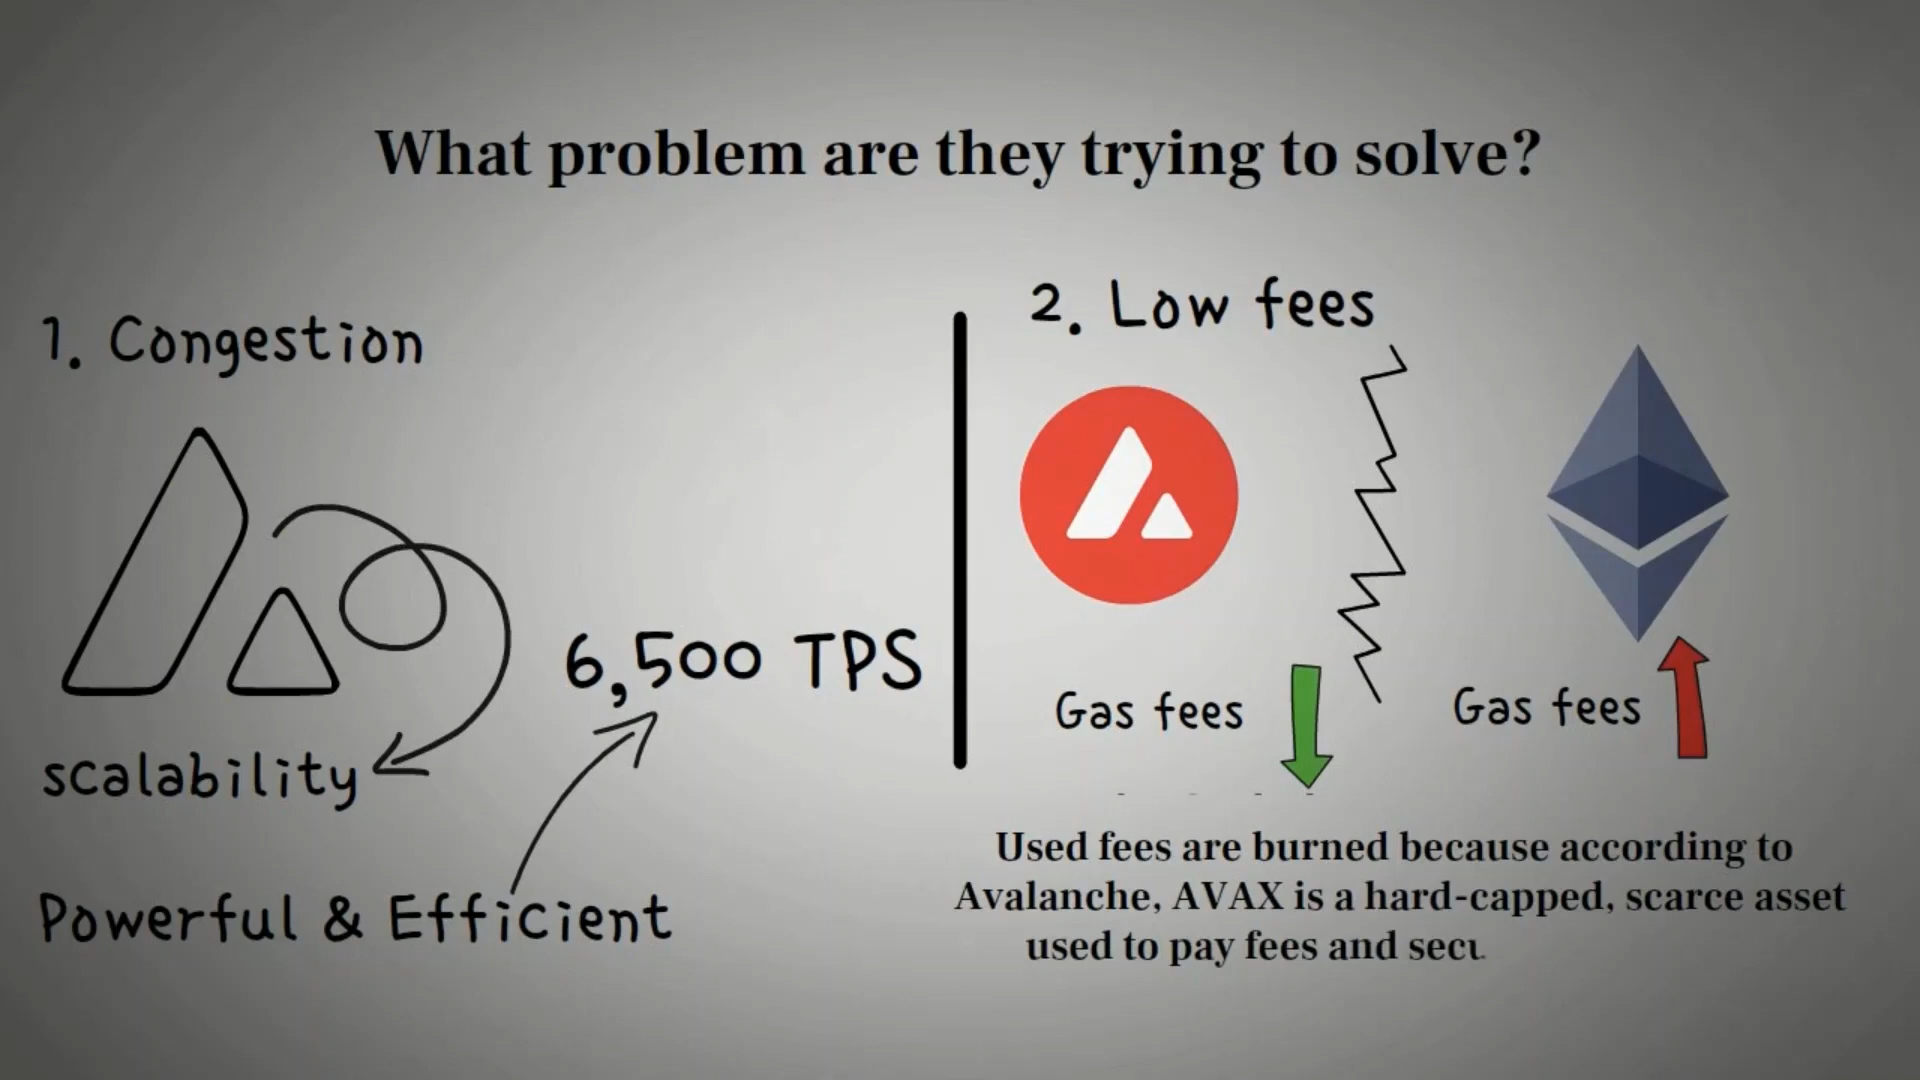 What problem are they trying to solve?
1. Congestion
scalability
Powerful & Efficient
6,500 TPS
2. Low fees
Gas fees
Gas fees
Used fees are burned because according to
Avalanche, AVAX is a hard-capped, scarce asset
used to pay fees and